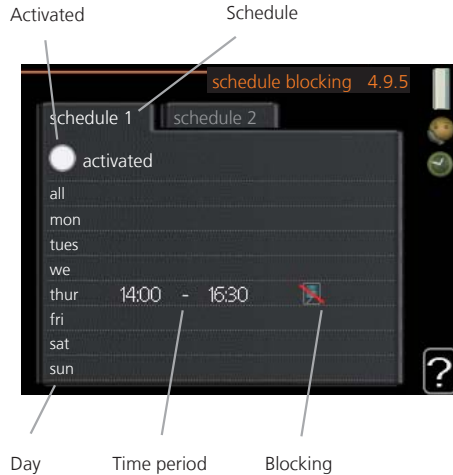 Activated Schedule
schedule blocking 4.9.5
schedule 1 schedule 2
activated
all
mon
tues
we
thur 14:00 - 16:30
fri
sat
sun
?
Day Time period Blocking